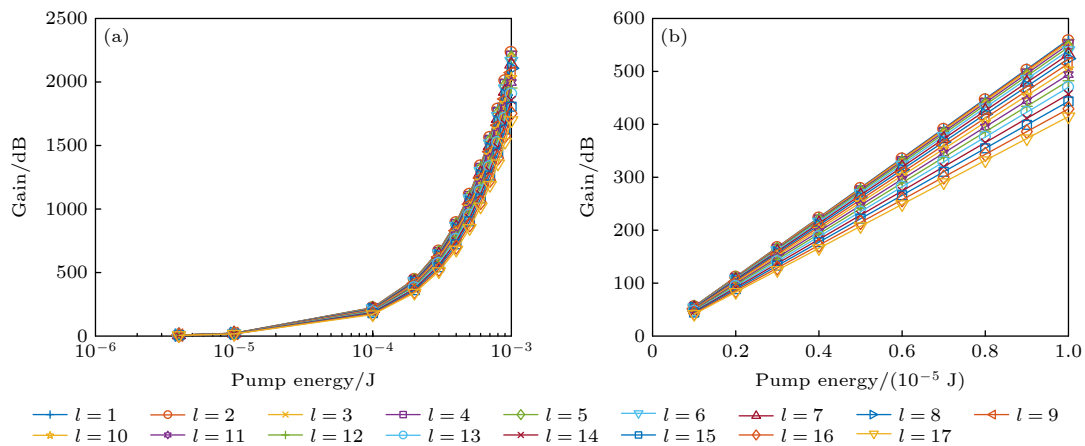 (a)
Gain/dB
2500
2000
1500
1000
500
0
10⁻⁶ 10⁻⁵ 10⁻⁴ 10⁻³
Pump energy/J
(b)
Gain/dB
600
500
400
300
200
100
0
0 0.2 0.4 0.6 0.8 1.0
Pump energy/(10⁻⁵ J)
l = 1 l = 2 l = 3 l = 4 l = 5 l = 6 l = 7 l = 8 l = 9
l = 10 l = 11 l = 12 l = 13 l = 14 l = 15 l = 16 l = 17